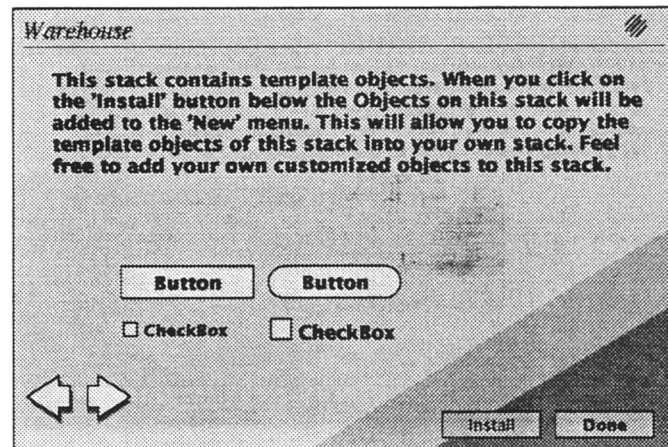 Warehouse
This stack contains template objects. When you click on
the 'Install' button below the Objects on this stack will be
added to the 'New' menu. This will allow you to copy the
template objects of this stack into your own stack. Feel
free to add your own customized objects to this stack.
Button Button
CheckBox CheckBox
Install Done